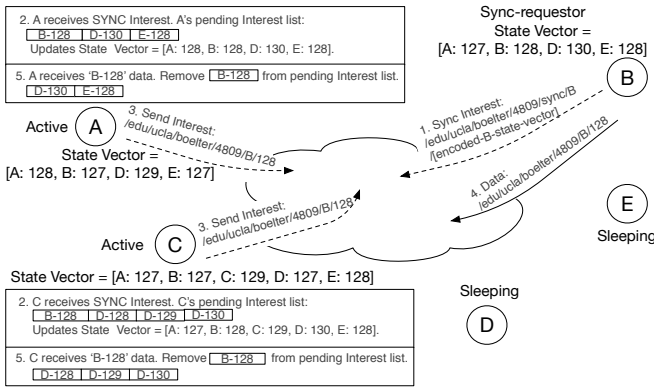 2. A receives SYNC Interest. A's pending Interest list:
B-128 D-130 E-128
Updates State Vector = [A: 128, B: 128, D: 130, E: 128].
5. A receives 'B-128' data. Remove B-128 from pending Interest list.
D-130 E-128
Sync-requestor
State Vector =
[A: 127, B: 128, D: 130, E: 128]
B
Active A
3. Send Interest:
/edu/ucla/boelter/4809/B/128
State Vector =
[A: 128, B: 127, D: 129, E: 127]
1. Sync Interest:
/edu/ucla/boelter/4809/sync/B
/[encoded-B-state-vector]
4. Data:
/edu/ucla/boelter/4809/B/128
E
Sleeping
Active C
3. Send Interest:
/edu/ucla/boelter/4809/B/128
State Vector = [A: 127, B: 127, C: 129, D: 127, E: 128]
2. C receives SYNC Interest. C's pending Interest list:
B-128 D-128 D-129 D-130
Updates State Vector = [A: 127, B: 128, C: 129, D: 130, E: 128].
5. C receives 'B-128' data. Remove B-128 from pending Interest list.
D-128 D-129 D-130
Sleeping
D